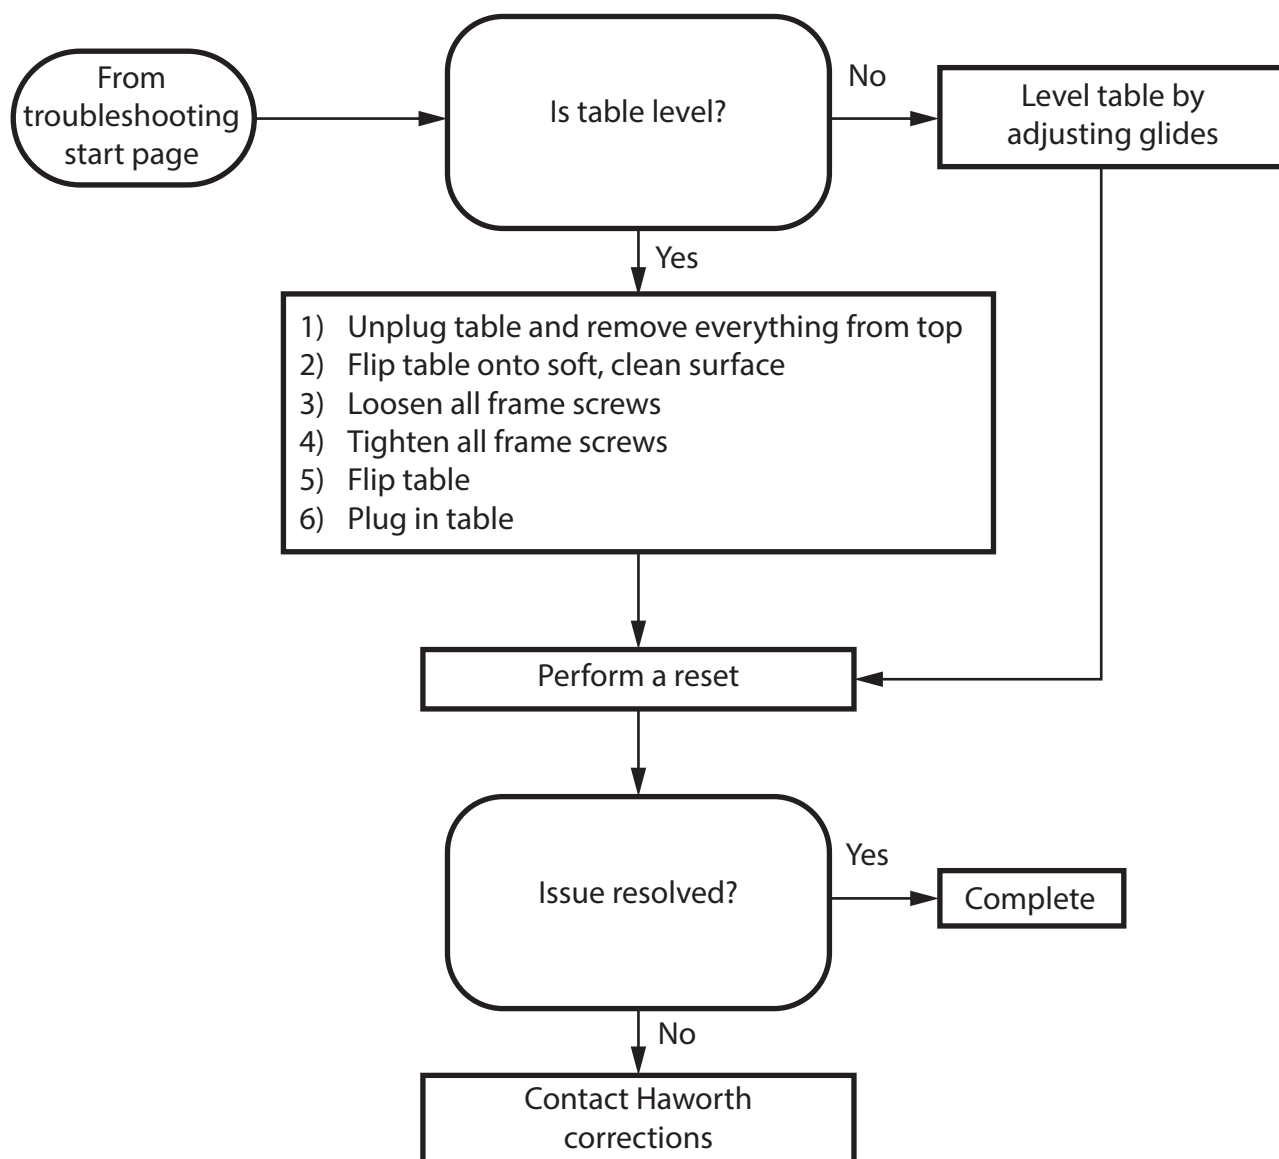 From
troubleshooting
start page
Is table level?
No
Level table by
adjusting glides
Yes
1) Unplug table and remove everything from top
2) Flip table onto soft, clean surface
3) Loosen all frame screws
4) Tighten all frame screws
5) Flip table
6) Plug in table
Perform a reset
Issue resolved?
Yes
Complete
No
Contact Haworth
corrections